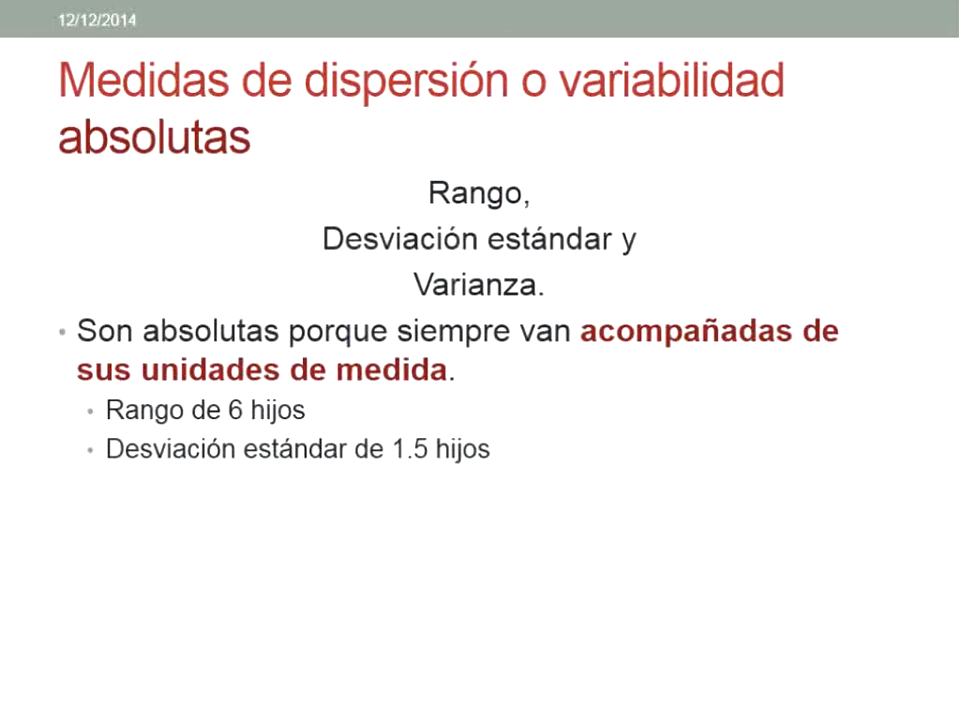 12/12/2014
Medidas de dispersión o variabilidad
absolutas
Rango,
Desviación estándar y
Varianza.
• Son absolutas porque siempre van acompañadas de
sus unidades de medida.
• Rango de 6 hijos
• Desviación estándar de 1.5 hijos